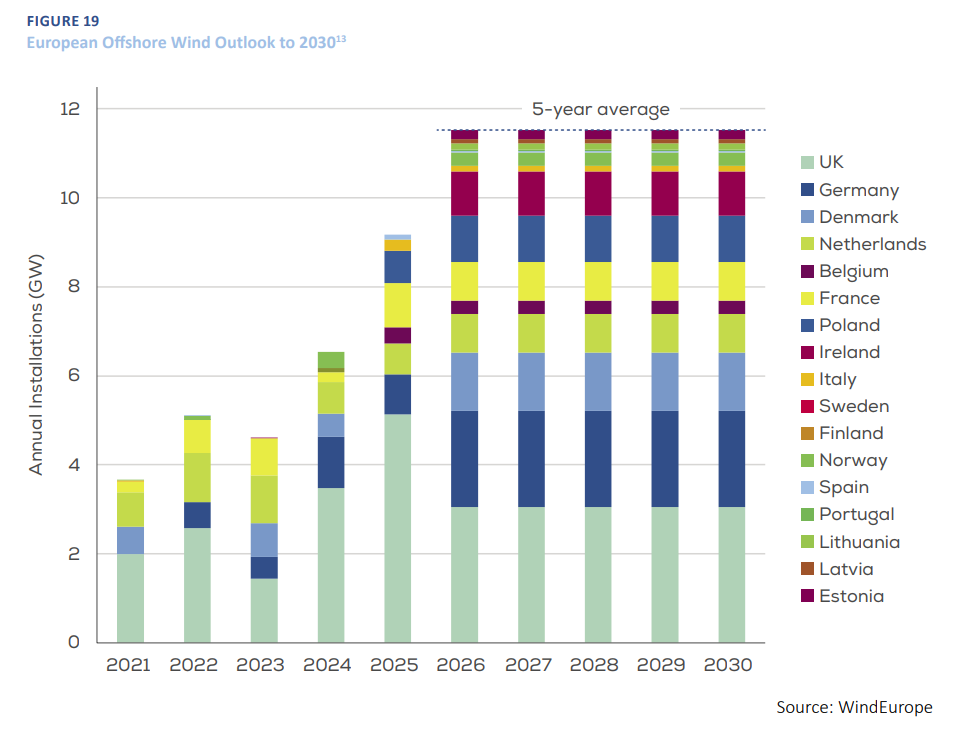 FIGURE 19
European Offshore Wind Outlook to 2030¹³
12
5-year average
10
8
6
4
2
0
Annual Installations (GW)
2021 2022 2023 2024 2025 2026 2027 2028 2029 2030
UK
Germany
Denmark
Netherlands
Belgium
France
Poland
Ireland
Italy
Sweden
Finland
Norway
Spain
Portugal
Lithuania
Latvia
Estonia
Source: WindEurope